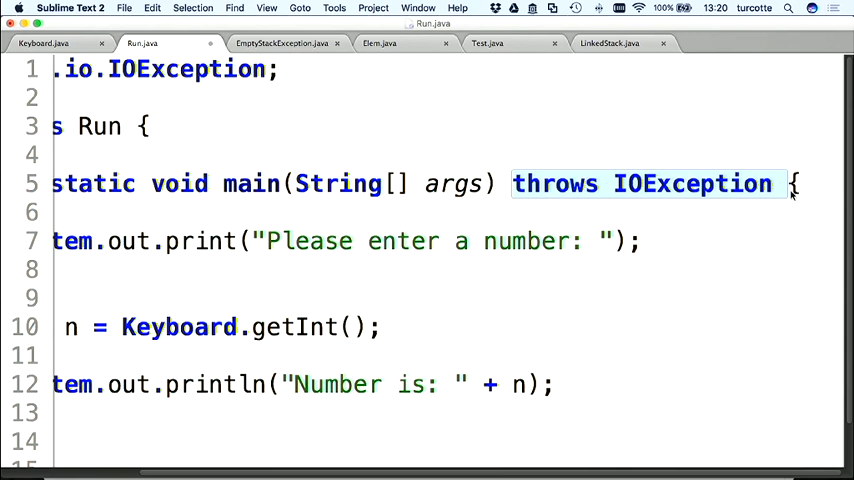 Sublime Text 2 File Edit Selection Find View Goto Tools Project Window Help 100% 13:20 turcotte
Run.java
Keyboard.java Run.java EmptyStackException.java Elem.java Test.java LinkedStack.java
1 .io.IOException;
2
3 s Run {
4
5 static void main(String[] args) throws IOException {
6
7 tem.out.print("Please enter a number: ");
8
9
10 n = Keyboard.getInt();
11
12 tem.out.println("Number is: " + n);
13
14
15